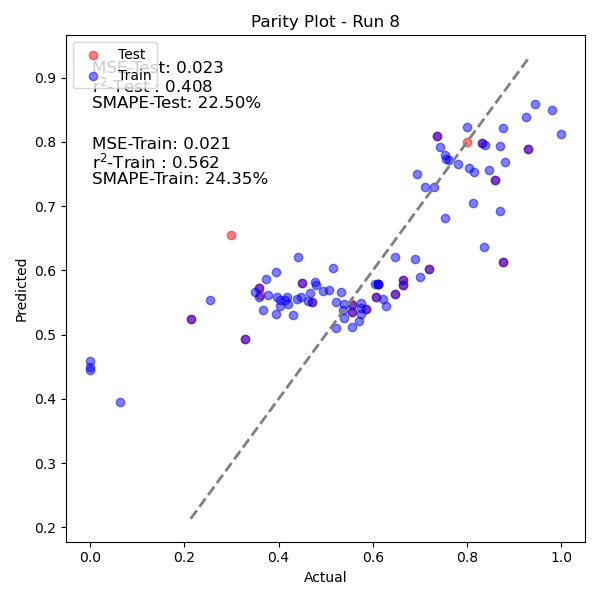 Parity Plot - Run 8
Test
Train
MSE-Test: 0.023
r²-Test : 0.408
SMAPE-Test: 22.50%
MSE-Train: 0.021
r²-Train : 0.562
SMAPE-Train: 24.35%
Predicted
0.9
0.8
0.7
0.6
0.5
0.4
0.3
0.2
0.0 0.2 0.4 0.6 0.8 1.0
Actual